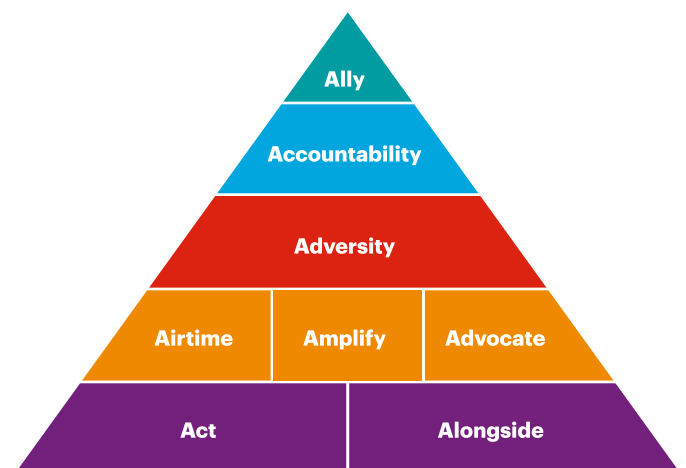 Ally
Accountability
Adversity
Airtime Amplify Advocate
Act Alongside